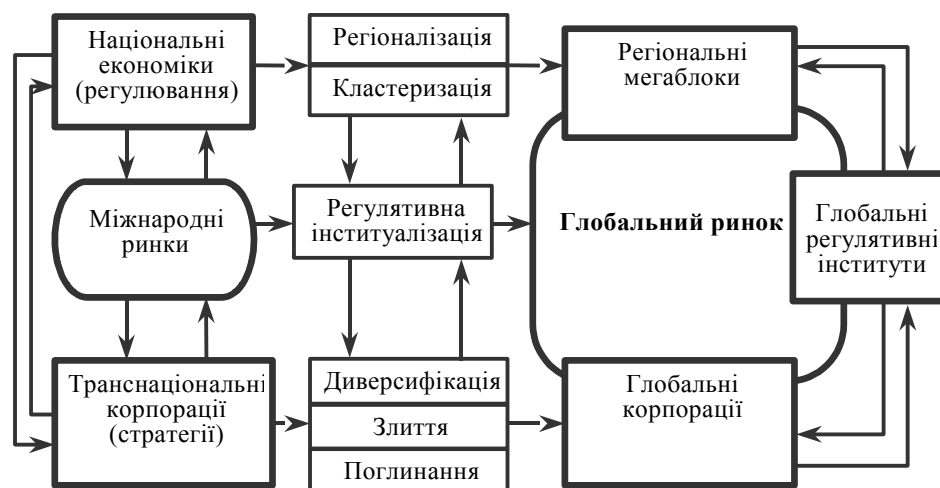 Національні
економіки
(регулювання)
Регіоналізація
Кластеризація
Регіональні
мегаблоки
Міжнародні
ринки
Регулятивна
інституалізація
Глобальний ринок
Глобальні
регулятивні
інститути
Транснаціональні
корпорації
(стратегії)
Диверсифікація
Злиття
Поглинання
Глобальні
корпорації